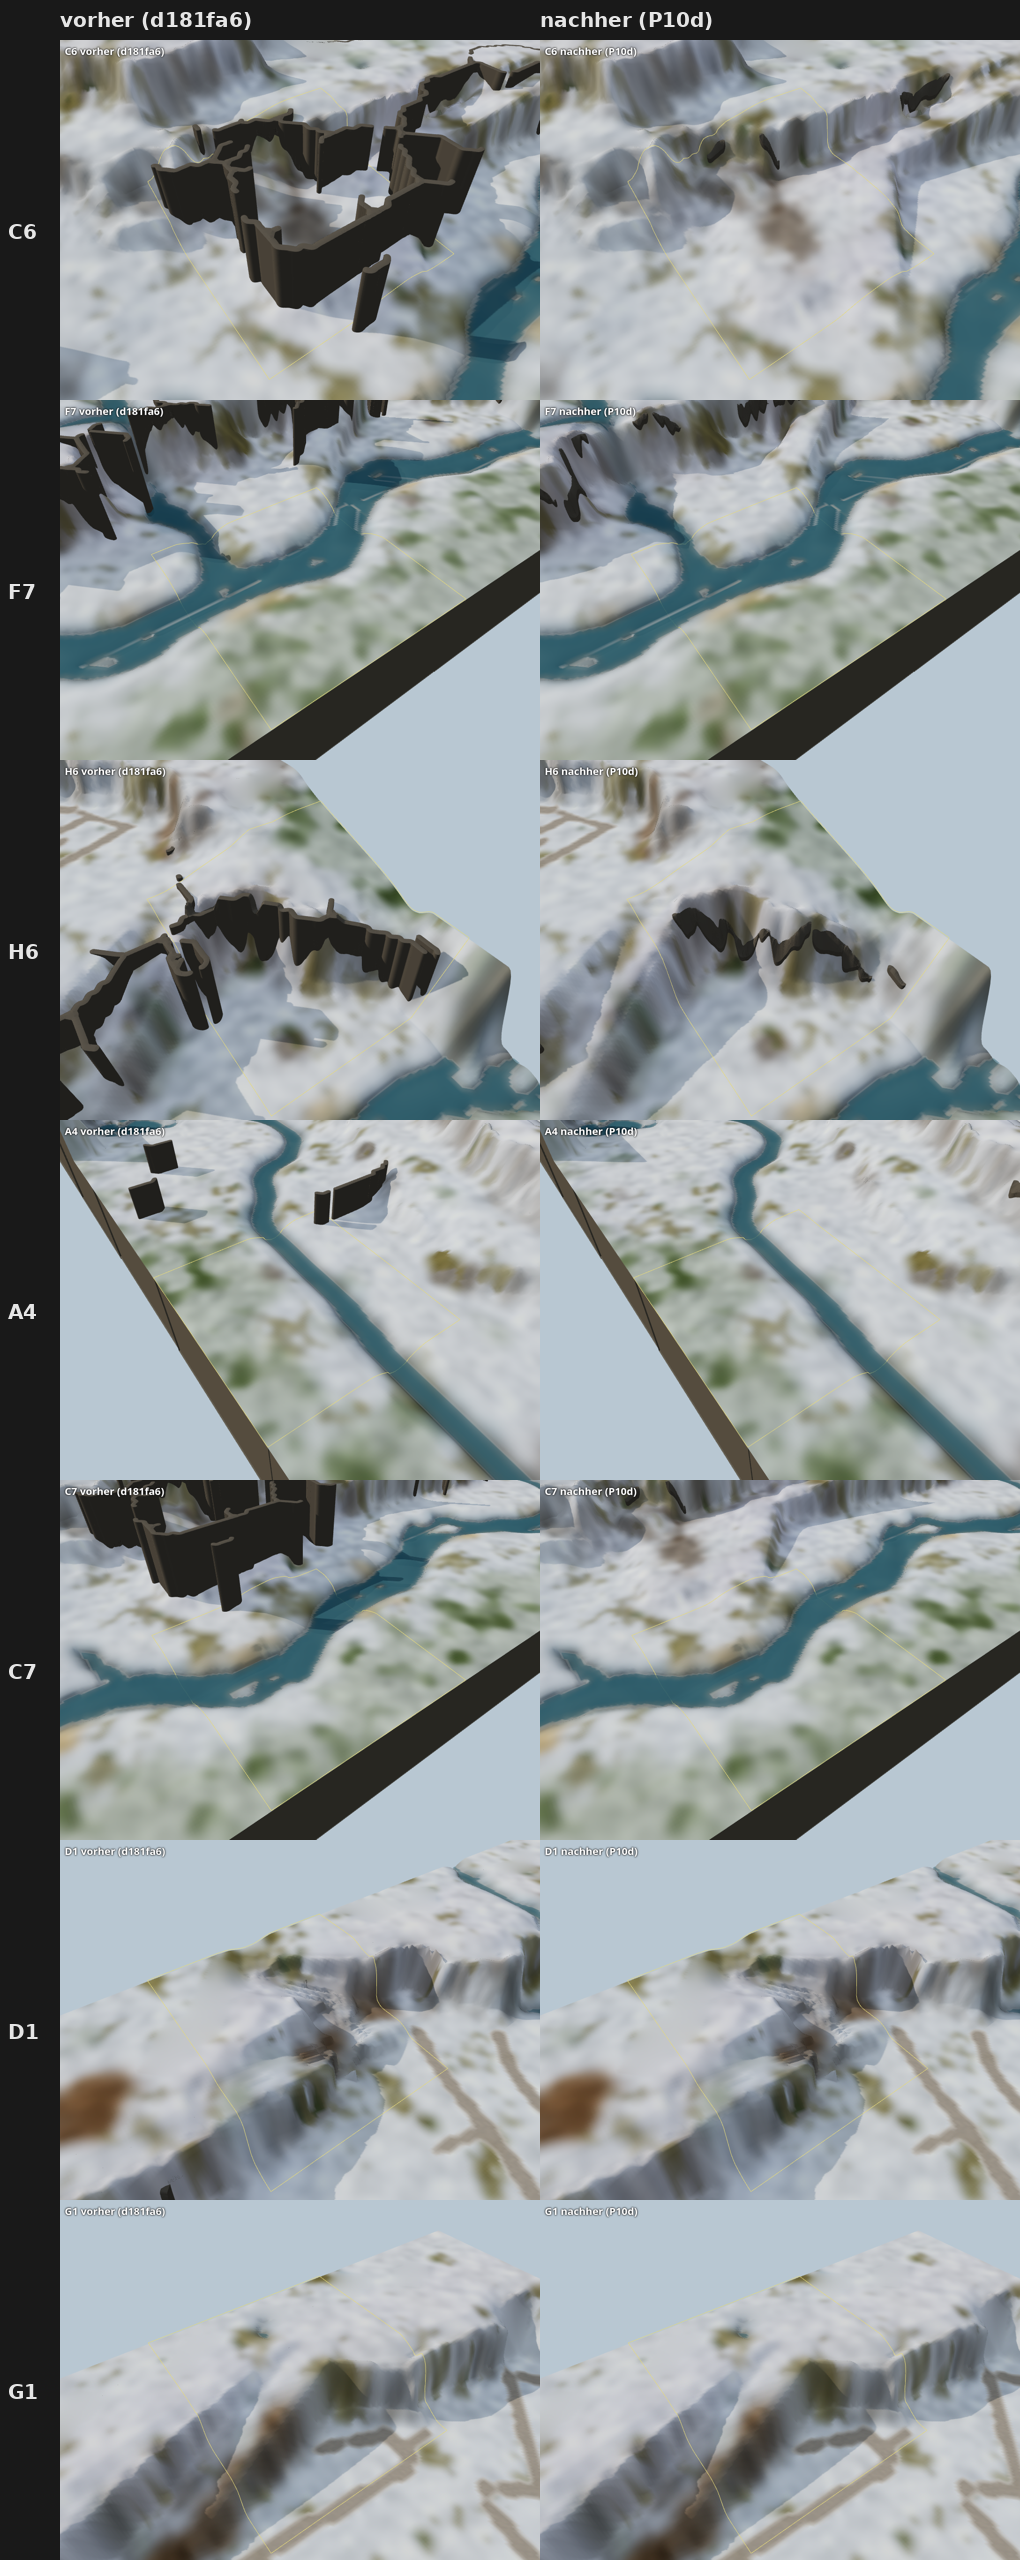 vorher (d181fa6) nachher (P10d)
C6 vorher (d181fa6) C6 nachher (P10d)
C6
F7 vorher (d181fa6) F7 nachher (P10d)
F7
H6 vorher (d181fa6) H6 nachher (P10d)
H6
A4 vorher (d181fa6) A4 nachher (P10d)
A4
C7 vorher (d181fa6) C7 nachher (P10d)
C7
D1 vorher (d181fa6) D1 nachher (P10d)
D1
G1 vorher (d181fa6) G1 nachher (P10d)
G1